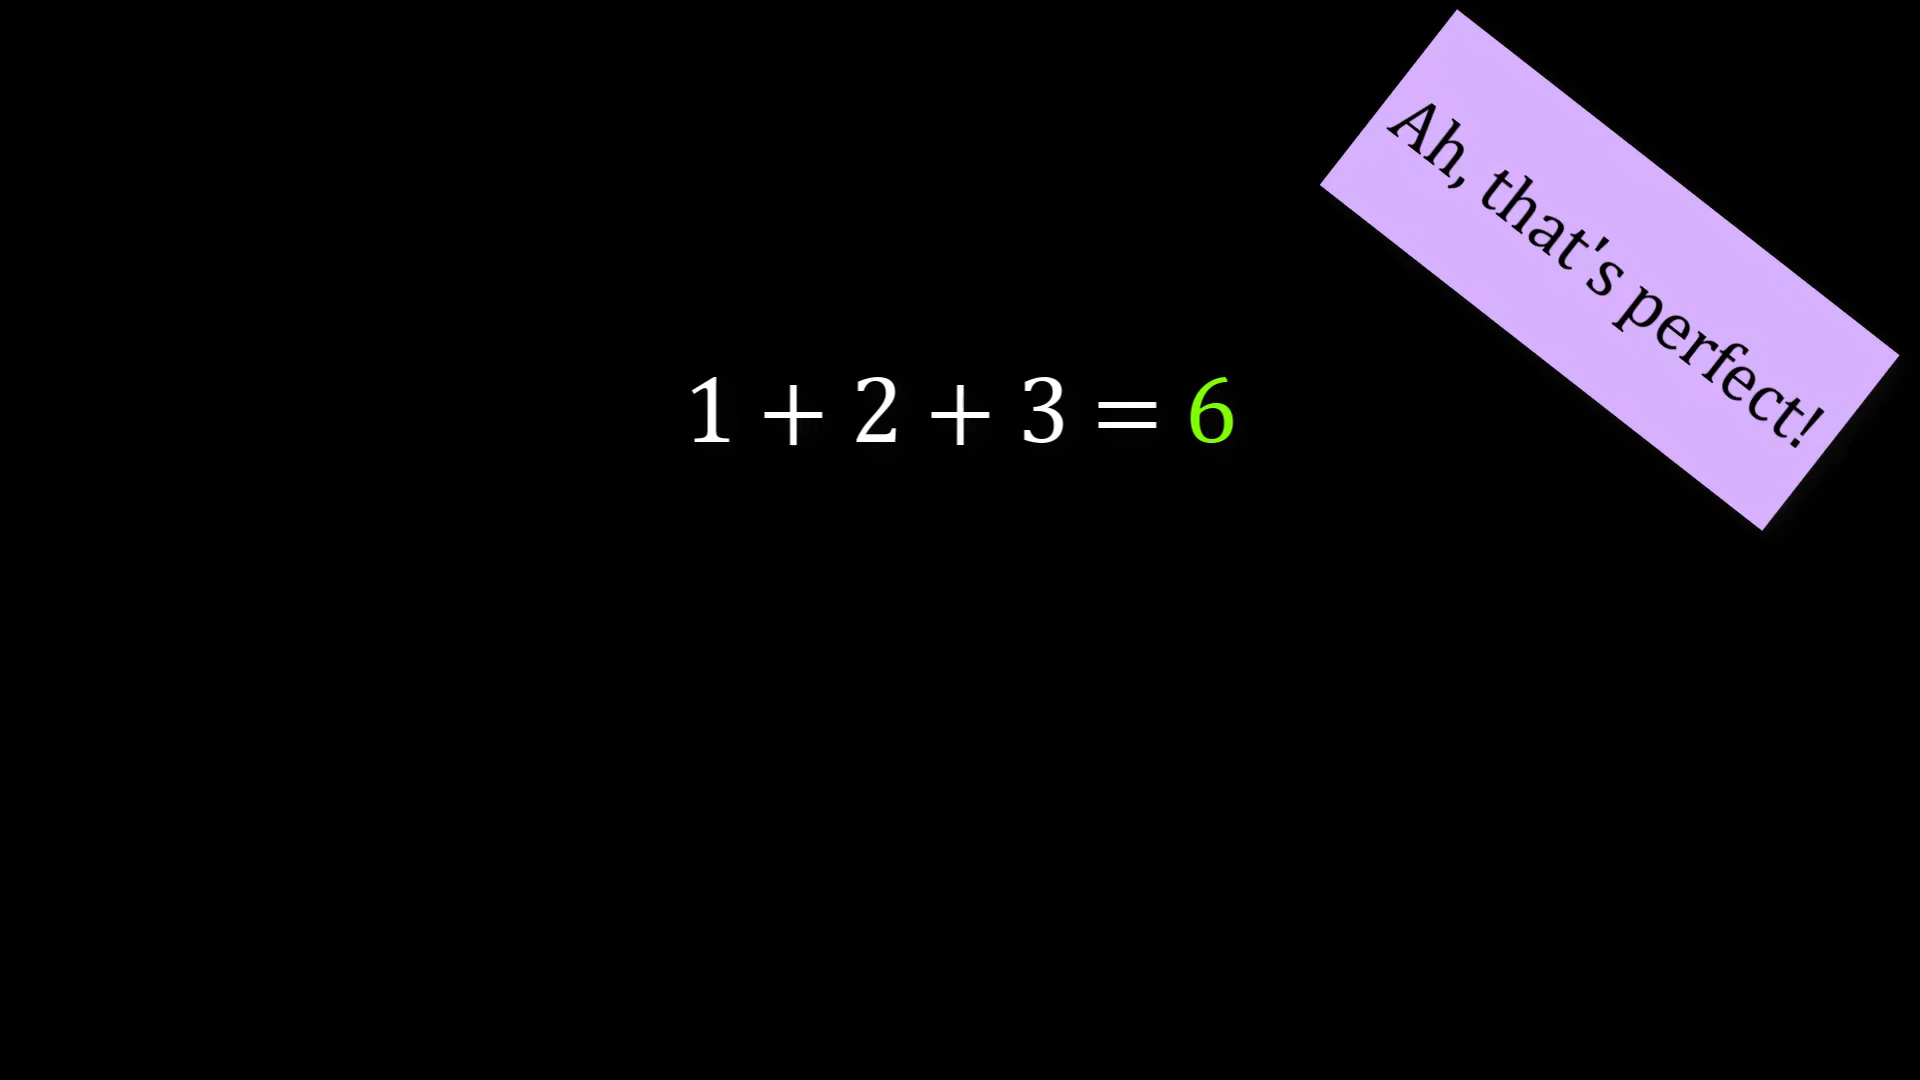 Ah, that's perfect!
1 + 2 + 3 = 6